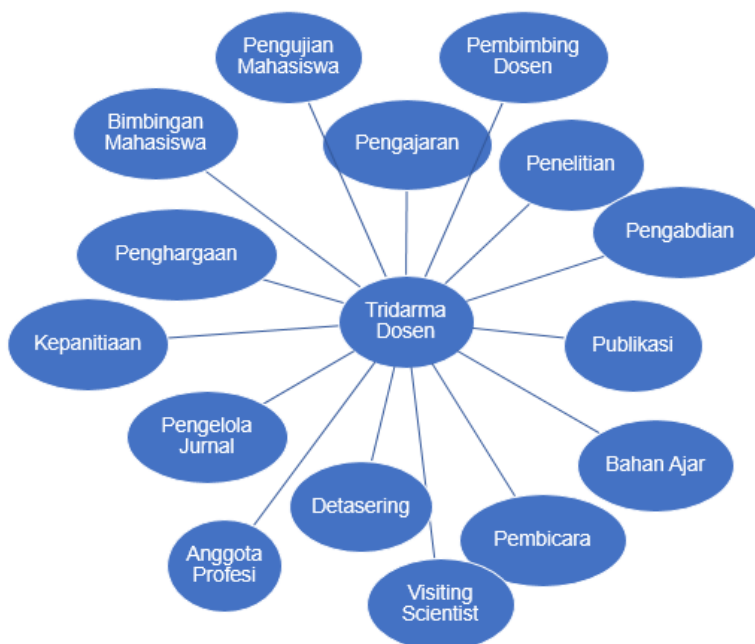 Pengujian
Mahasiswa
Pembimbing
Dosen
Bimbingan
Mahasiswa
Pengajaran
Penelitian
Pengabdian
Penghargaan
Tridarma
Dosen
Kepanitiaan
Publikasi
Pengelola
Jurnal
Bahan Ajar
Detasering
Pembicara
Anggota
Profesi
Visiting
Scientist